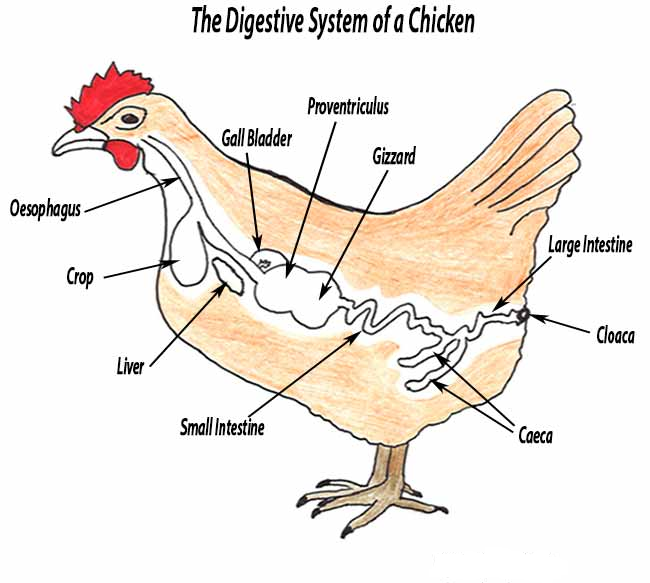 The Digestive System of a Chicken
Proventriculus
Gall Bladder
Gizzard
Oesophagus
Large Intestine
Crop
Cloaca
Liver
Small Intestine
Caeca